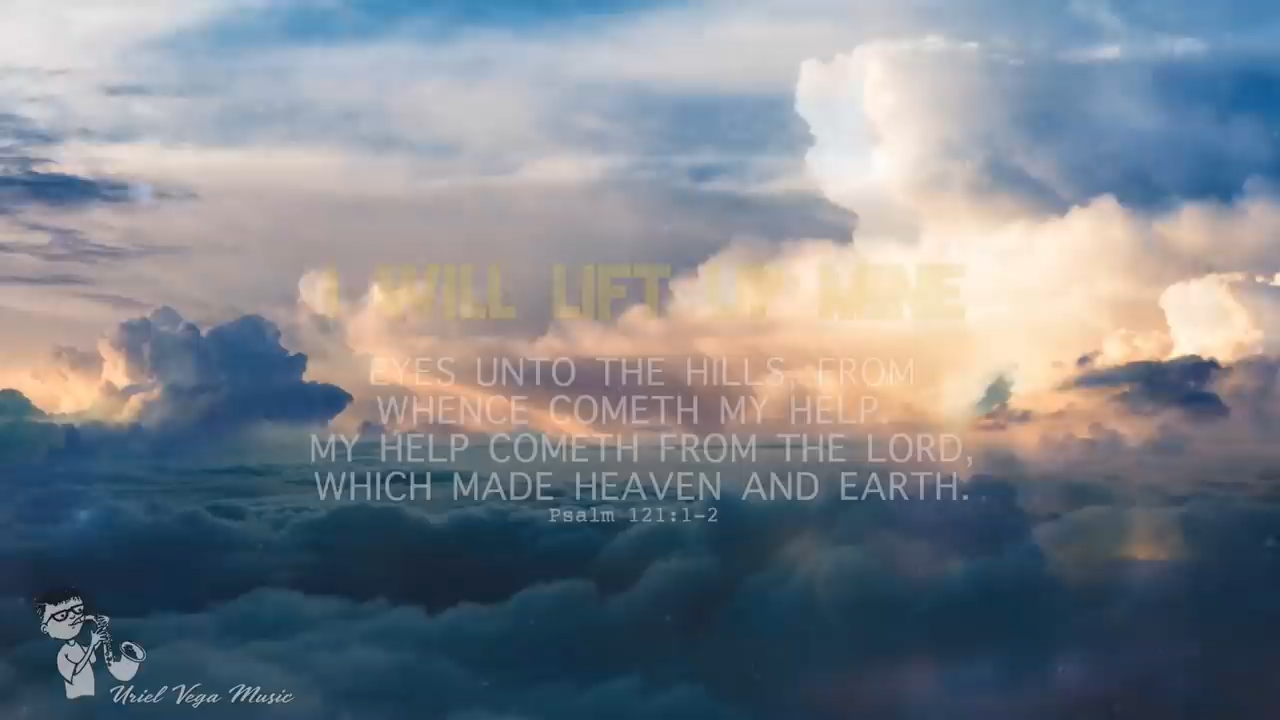 I WILL LIFT UP MINE
EYES UNTO THE HILLS, FROM
WHENCE COMETH MY HELP
MY HELP COMETH FROM THE LORD,
WHICH MADE HEAVEN AND EARTH.
Psalm 121:1-2
Uriel Vega Music